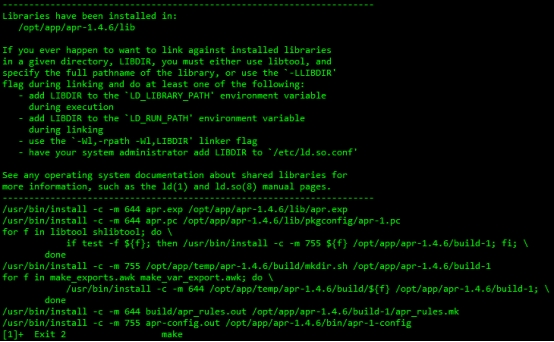 ----------------------------------------------------------------------
Libraries have been installed in:
   /opt/app/apr-1.4.6/lib

If you ever happen to want to link against installed libraries
in a given directory, LIBDIR, you must either use libtool, and
specify the full pathname of the library, or use the `-LLIBDIR'
flag during linking and do at least one of the following:
   - add LIBDIR to the `LD_LIBRARY_PATH' environment variable
     during execution
   - add LIBDIR to the `LD_RUN_PATH' environment variable
     during linking
   - use the `-Wl,-rpath -Wl,LIBDIR' linker flag
   - have your system administrator add LIBDIR to `/etc/ld.so.conf'

See any operating system documentation about shared libraries for
more information, such as the ld(1) and ld.so(8) manual pages.
----------------------------------------------------------------------
/usr/bin/install -c -m 644 apr.exp /opt/app/apr-1.4.6/lib/apr.exp
/usr/bin/install -c -m 644 apr.pc /opt/app/apr-1.4.6/lib/pkgconfig/apr-1.pc
for f in libtool shlibtool; do \
            if test -f ${f}; then /usr/bin/install -c -m 755 ${f} /opt/app/apr-1.4.6/build-1; fi; \
        done
/usr/bin/install -c -m 755 /opt/app/temp/apr-1.4.6/build/mkdir.sh /opt/app/apr-1.4.6/build-1
for f in make_exports.awk make_var_export.awk; do \
            /usr/bin/install -c -m 644 /opt/app/temp/apr-1.4.6/build/${f} /opt/app/apr-1.4.6/build-1; \
        done
/usr/bin/install -c -m 644 build/apr_rules.out /opt/app/apr-1.4.6/build-1/apr_rules.mk
/usr/bin/install -c -m 755 apr-config.out /opt/app/apr-1.4.6/bin/apr-1-config
[1]+  Exit 2                  make